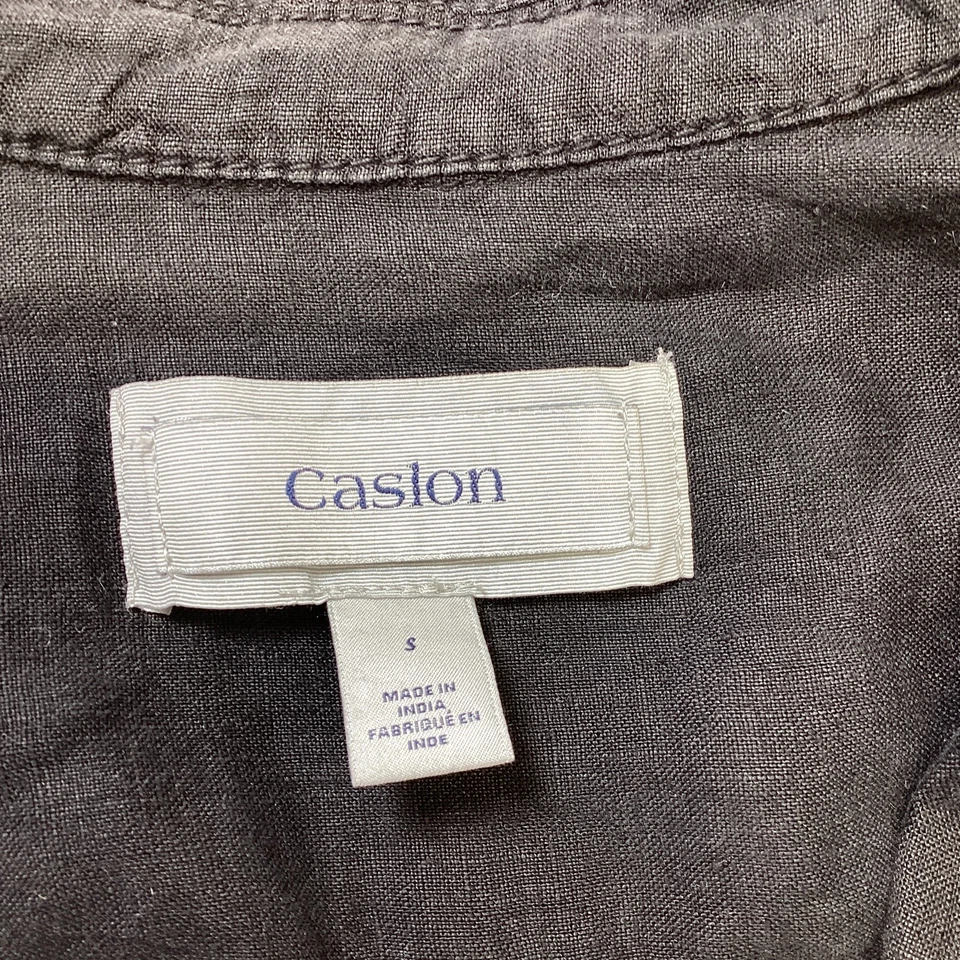 Caslon
S
MADE IN
INDIA,
FABRIQUÉ EN
INDE